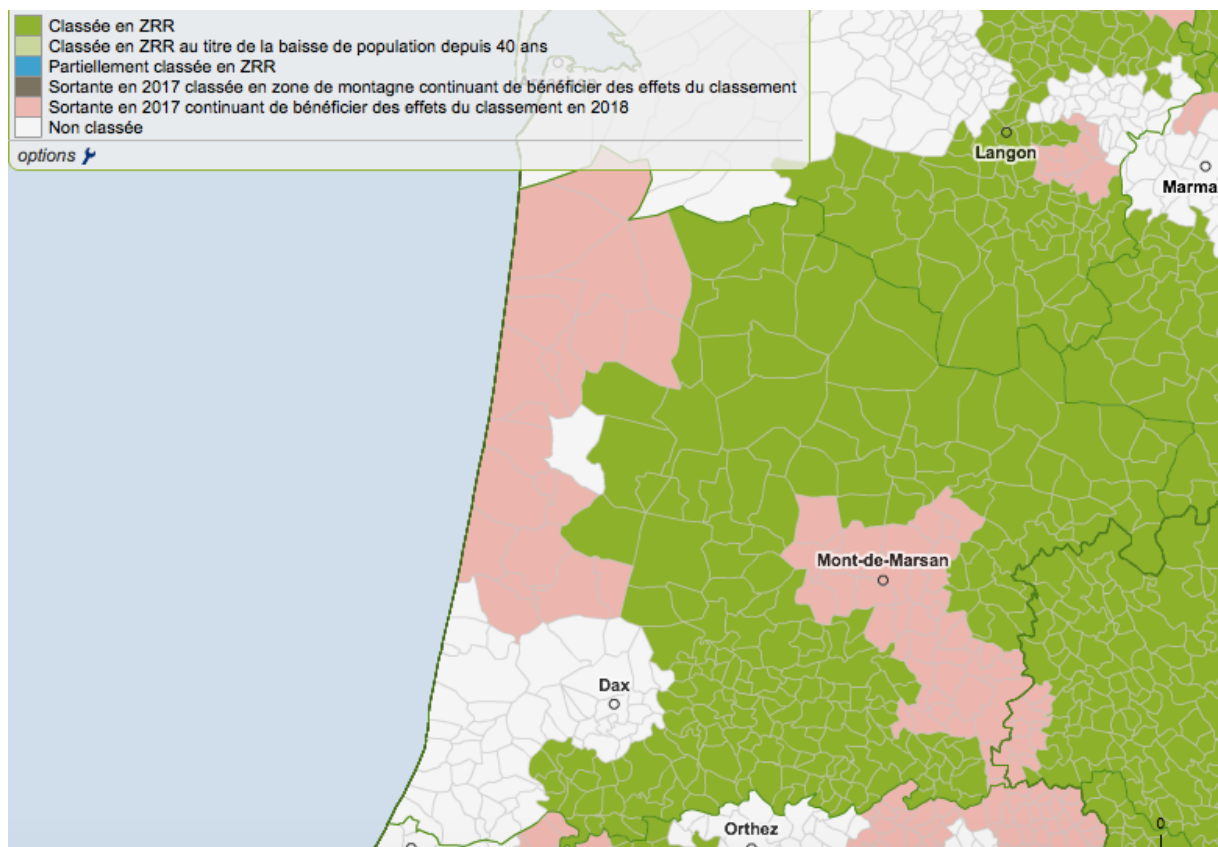 Classée en ZRR
Classée en ZRR au titre de la baisse de population depuis 40 ans
Partiellement classée en ZRR
Sortante en 2017 classée en zone de montagne continuant de bénéficier des effets du classement
Sortante en 2017 continuant de bénéficier des effets du classement en 2018
Non classée
options
Langon
Marma
Mont-de-Marsan
Dax
Orthez
0